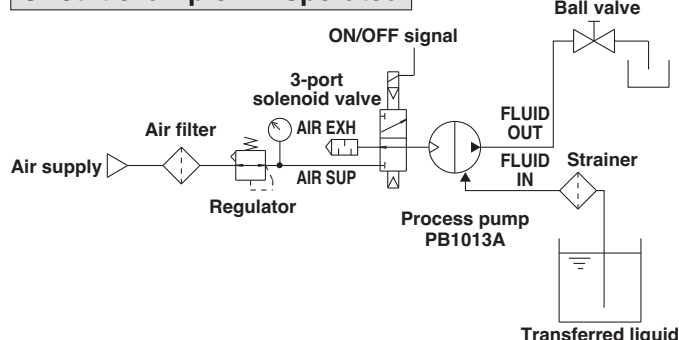 Ball valve
ON/OFF signal
3-port
solenoid valve
Air filter
AIR EXH
FLUID
OUT
FLUID
IN
Strainer
Air supply
AIR SUP
Regulator
Process pump
PB1013A
Transferred liquid